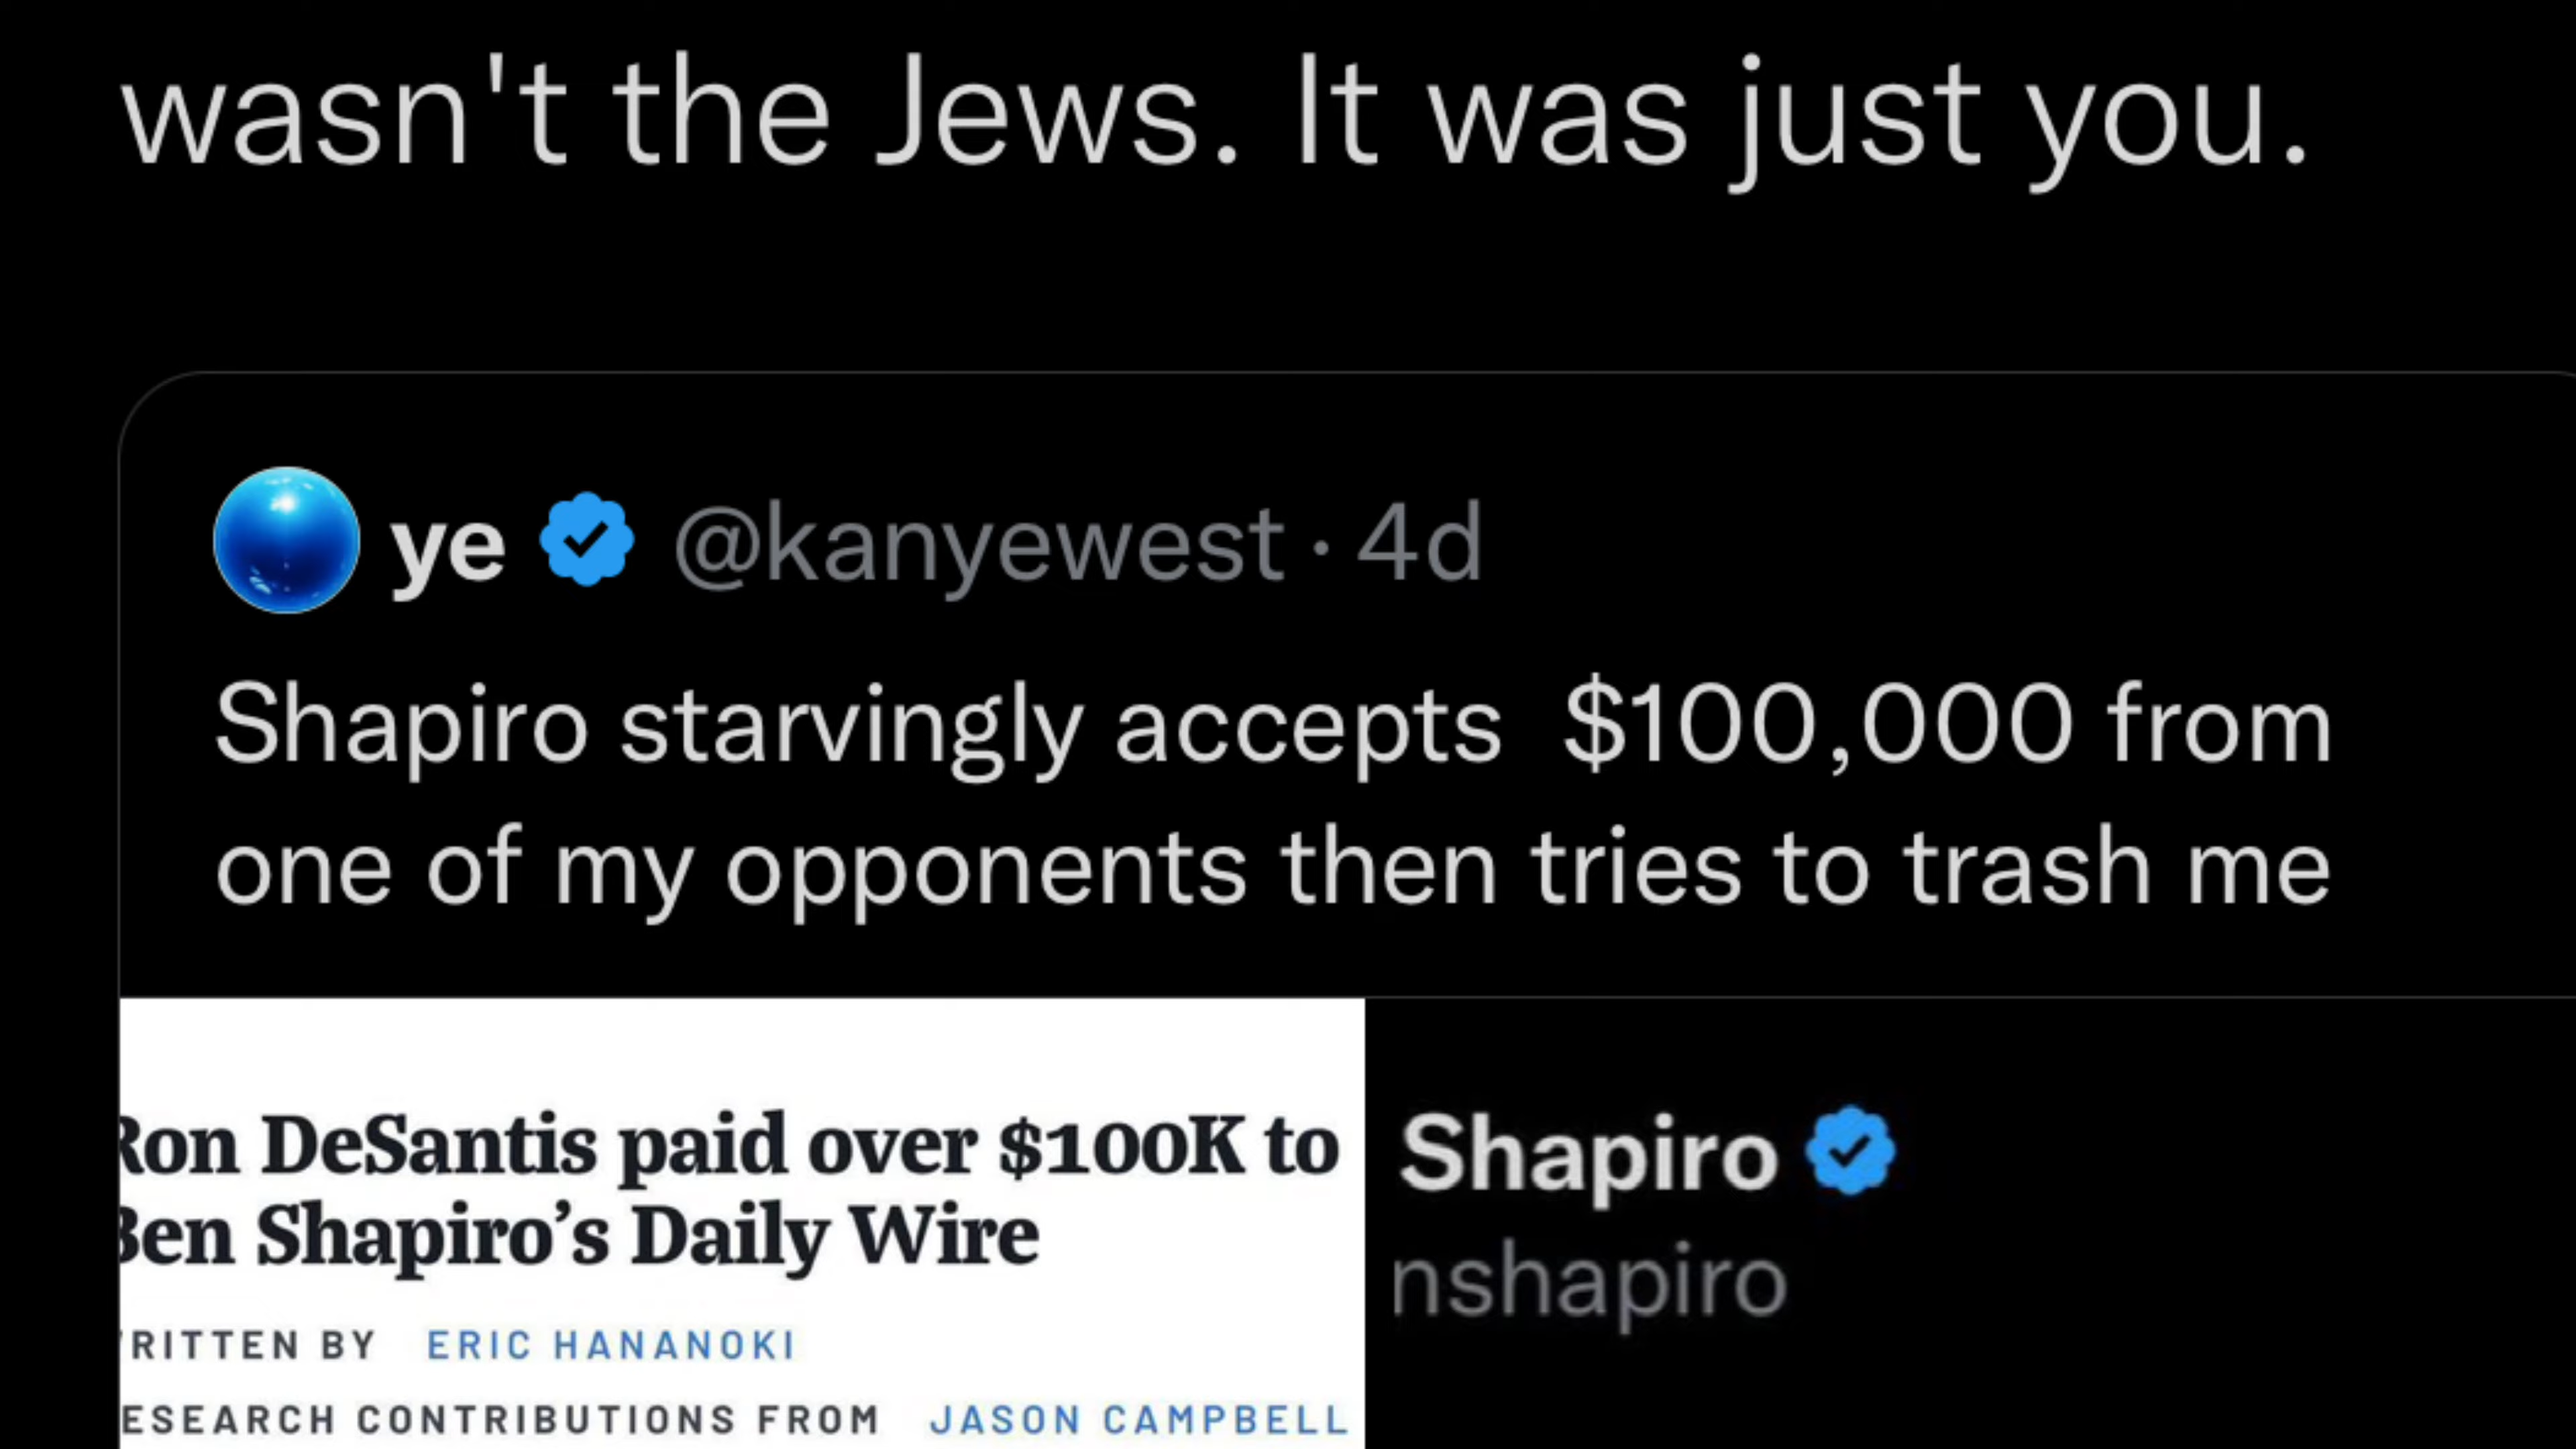 wasn't the Jews. It was just you.
ye @kanyewest · 4d
Shapiro starvingly accepts  $100,000 from
one of my opponents then tries to trash me
Ron DeSantis paid over $100K to
Ben Shapiro’s Daily Wire
RITTEN BY ERIC HANANOKI
ESEARCH CONTRIBUTIONS FROM JASON CAMPBELL
Shapiro
nshapiro